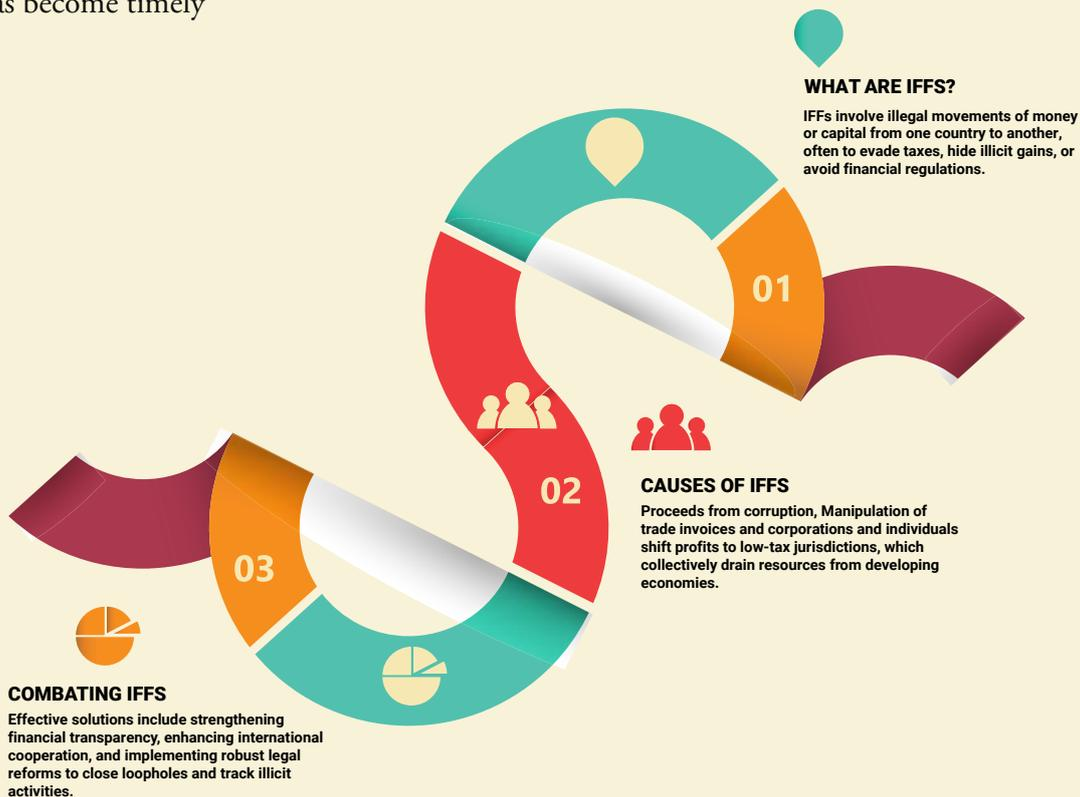 as become timely
WHAT ARE IFFS?
IFFs involve illegal movements of money
or capital from one country to another,
often to evade taxes, hide illicit gains, or
avoid financial regulations.
01
02
CAUSES OF IFFS
Proceeds from corruption, Manipulation of
trade invoices and corporations and individuals
shift profits to low-tax jurisdictions, which
collectively drain resources from developing
economies.
03
COMBATING IFFS
Effective solutions include strengthening
financial transparency, enhancing international
cooperation, and implementing robust legal
reforms to close loopholes and track illicit
activities.